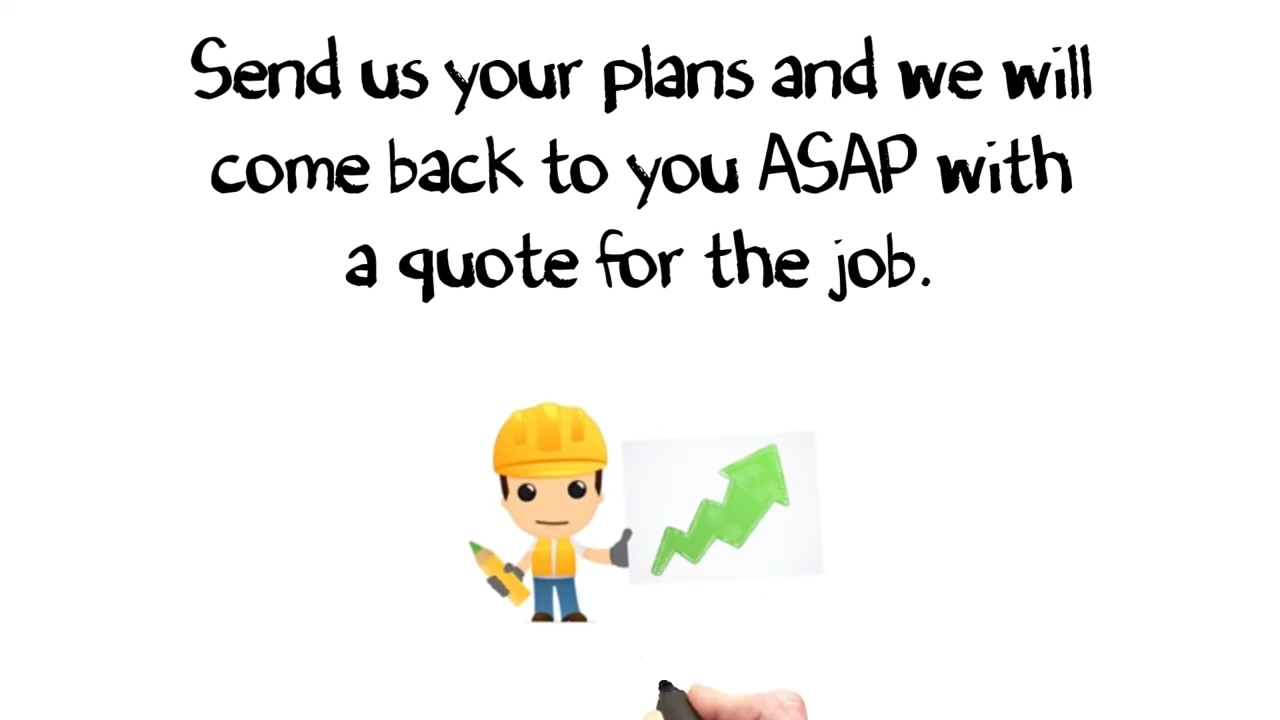 Send us your plans and we will
come back to you ASAP with
a quote for the job.